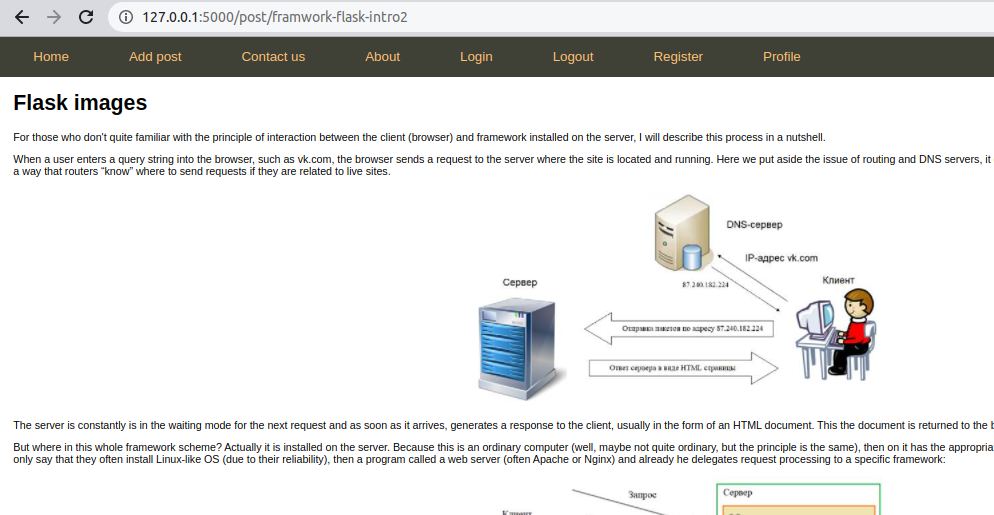 127.0.0.1:5000/post/framwork-flask-intro2
Home Add post Contact us About Login Logout Register Profile
Flask images
For those who don't quite familiar with the principle of interaction between the client (browser) and framework installed on the server, I will describe this process in a nutshell.
When a user enters a query string into the browser, such as vk.com, the browser sends a request to the server where the site is located and running. Here we put aside the issue of routing and DNS servers, it
a way that routers “know” where to send requests if they are related to live sites.
DNS-сервер
IP-адрес vk.com
Сервер
87.240.182.224
Клиент
Отправка пакетов по адресу 87.240.182.224
Ответ сервера в виде HTML страницы
The server is constantly is in the waiting mode for the next request and as soon as it arrives, generates a response to the client, usually in the form of an HTML document. This the document is returned to the b
But where in this whole framework scheme? Actually it is installed on the server. Because this is an ordinary computer (well, maybe not quite ordinary, but the principle is the same), then on it has the appropria
only say that they often install Linux-like OS (due to their reliability), then a program called a web server (often Apache or Nginx) and already he delegates request processing to a specific framework:
Запрос
Сервер
Клиент